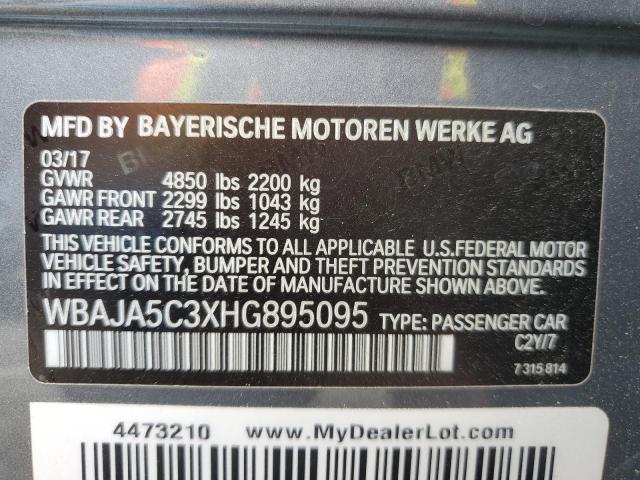 MFD BY BAYERISCHE MOTOREN WERKE AG
03/17
GVWR 4850 lbs 2200 kg
GAWR FRONT 2299 lbs 1043 kg
GAWR REAR 2745 lbs 1245 kg
THIS VEHICLE CONFORMS TO ALL APPLICABLE U.S.FEDERAL MOTOR
VEHICLE SAFETY, BUMPER AND THEFT PREVENTION STANDARDS
IN EFFECT ON THE DATE OF MANUFACTURE SHOWN ABOVE
WBAJA5C3XHG895095 TYPE: PASSENGER CAR
C2Y/7
7 315 814
4473210 www.MyDealerLot.com